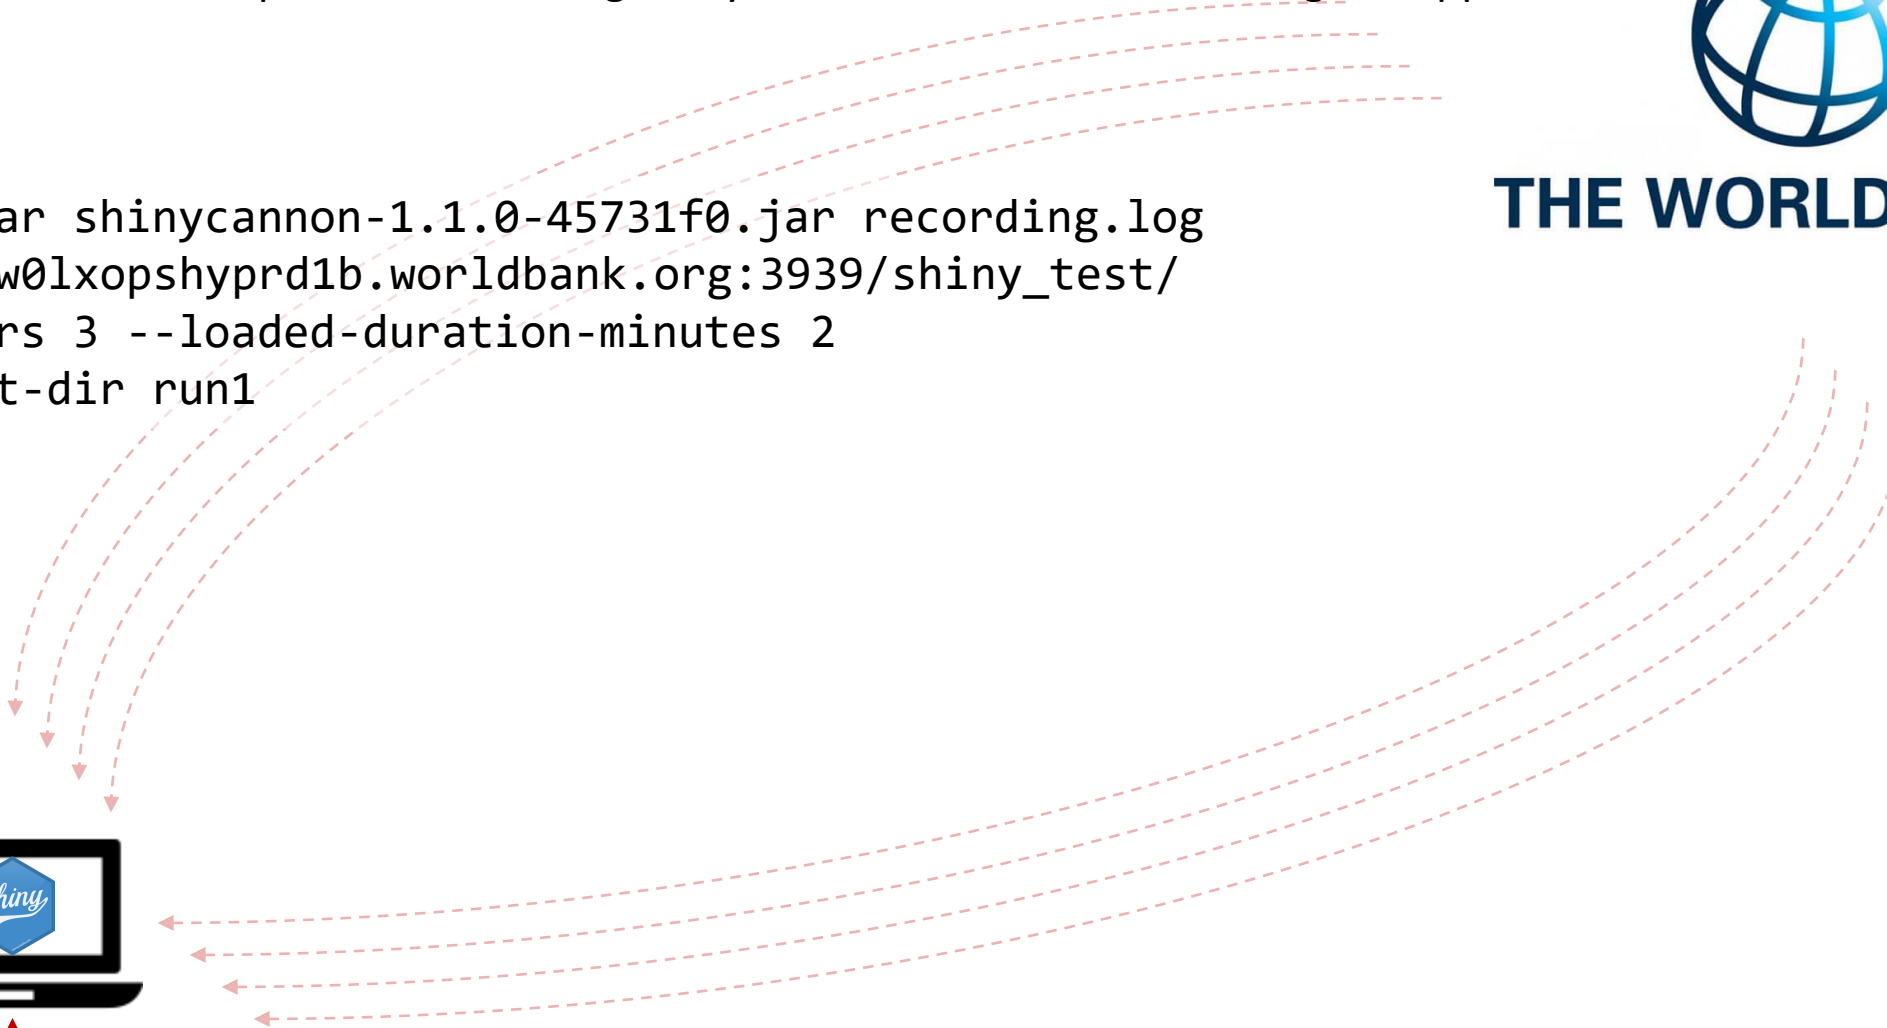 ar shinycannon-1.1.0-45731f0.jar recording.log
w0lxopshyprd1b.worldbank.org:3939/shiny_test/
rs 3 --loaded-duration-minutes 2
t-dir run1
THE WORLD
hiny